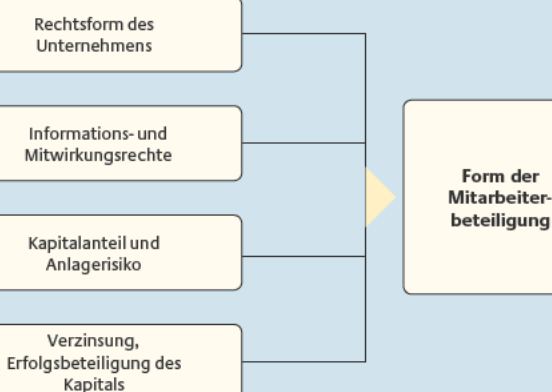 Rechtsform des
Unternehmens
Informations- und
Mitwirkungsrechte
Kapitalanteil und
Anlagerisiko
Verzinsung,
Erfolgsbeteiligung des
Kapitals
Form der
Mitarbeiter-
beteiligung